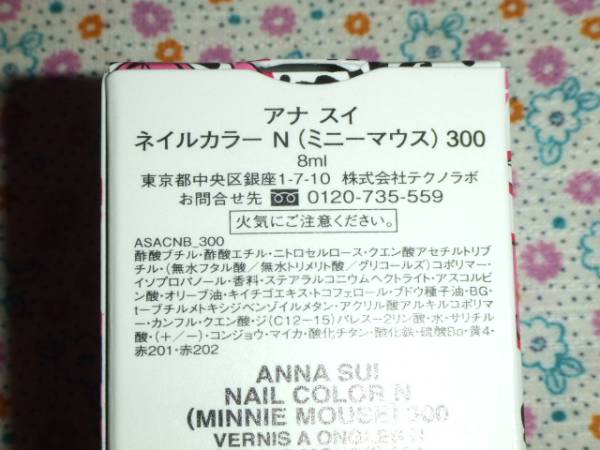 アナ スイ
ネイルカラー N (ミニーマウス) 300
8ml
東京都中央区銀座1-7-10 株式会社テクノラボ
お問合せ先 0120-735-559
火気にご注意ください。
ASACNB_300
酢酸ブチル・酢酸エチル・ニトロセルロース・クエン酸アセチルトリブ
チル・(無水フタル酸／無水トリメリト酸／グリコールズ)コポリマー・
イソプロパノール・香料・ステアラルコニウムヘクトライト・アスコルビ
ン酸・オリーブ油・キイチゴエキス・トコフェロール・ブドウ種子油・BG・
t-ブチルメトキシジベンゾイルメタン・アクリル酸アルキルコポリマ
ー・カンフル・クエン酸・ジ(C12-15)パレス-2リン酸・水・サリチル
酸・(+/-)・コンジョウ・マイカ・酸化チタン・酸化鉄・硫酸Ba・黄4・
赤201・赤202
ANNA SUI
NAIL COLOR N
(MINNIE MOUSE) 300
VERNIS A ONGLES N